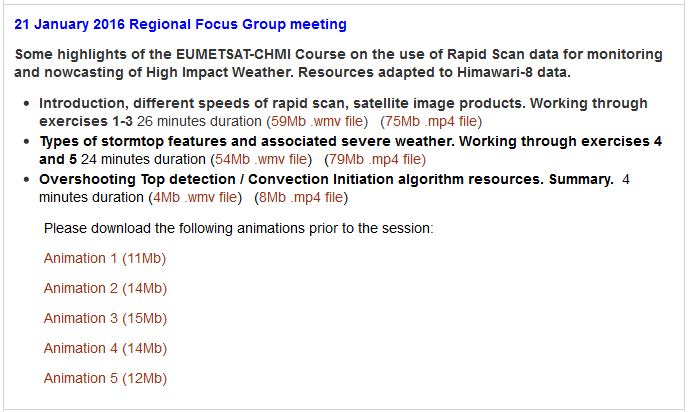 21 January 2016 Regional Focus Group meeting
Some highlights of the EUMETSAT-CHMI Course on the use of Rapid Scan data for monitoring
and nowcasting of High Impact Weather. Resources adapted to Himawari-8 data.
• Introduction, different speeds of rapid scan, satellite image products. Working through
exercises 1-3 26 minutes duration (59Mb .wmv file) (75Mb .mp4 file)
• Types of stormtop features and associated severe weather. Working through exercises 4
and 5 24 minutes duration (54Mb .wmv file) (79Mb .mp4 file)
• Overshooting Top detection / Convection Initiation algorithm resources. Summary. 4
minutes duration (4Mb .wmv file) (8Mb .mp4 file)
Please download the following animations prior to the session:
Animation 1 (11Mb)
Animation 2 (14Mb)
Animation 3 (15Mb)
Animation 4 (14Mb)
Animation 5 (12Mb)